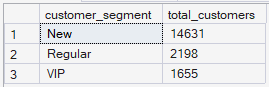 customer_segment total_customers
1 New 14631
2 Regular 2198
3 VIP 1655